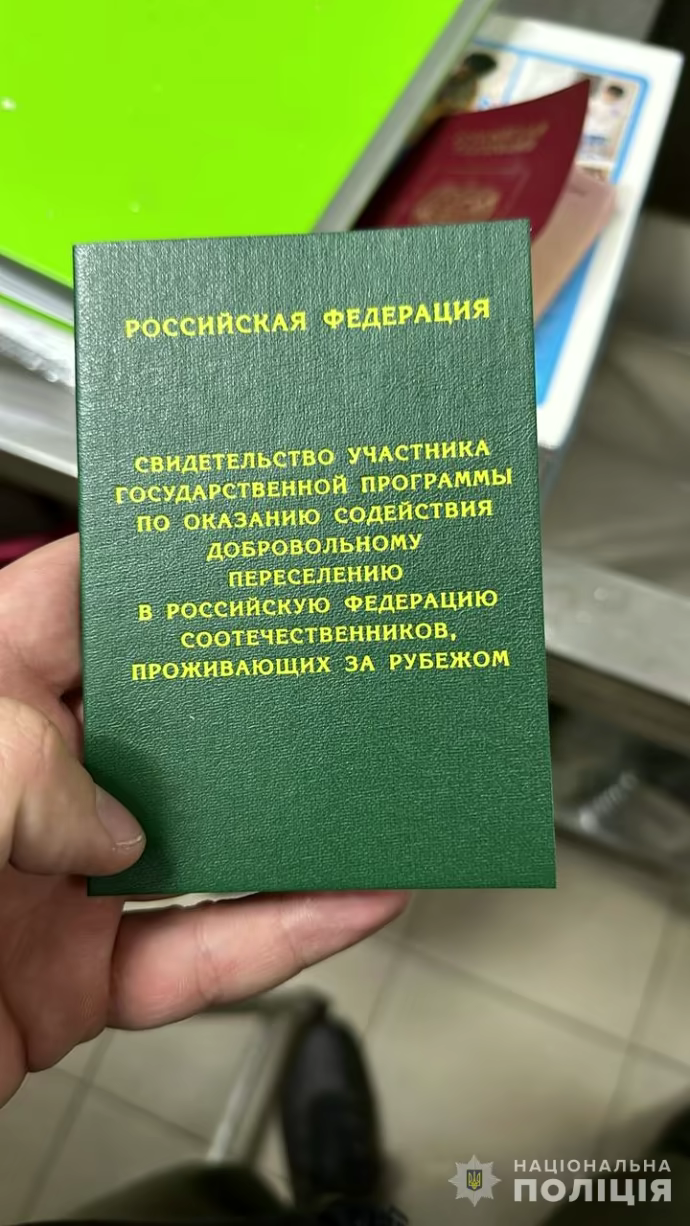 РОССИЙСКАЯ ФЕДЕРАЦИЯ
СВИДЕТЕЛЬСТВО УЧАСТНИКА
ГОСУДАРСТВЕННОЙ ПРОГРАММЫ
ПО ОКАЗАНИЮ СОДЕЙСТВИЯ
ДОБРОВОЛЬНОМУ
ПЕРЕСЕЛЕНИЮ
В РОССИЙСКУЮ ФЕДЕРАЦИЮ
СООТЕЧЕСТВЕННИКОВ,
ПРОЖИВАЮЩИХ ЗА РУБЕЖОМ
НАЦІОНАЛЬНА
ПОЛІЦІЯ